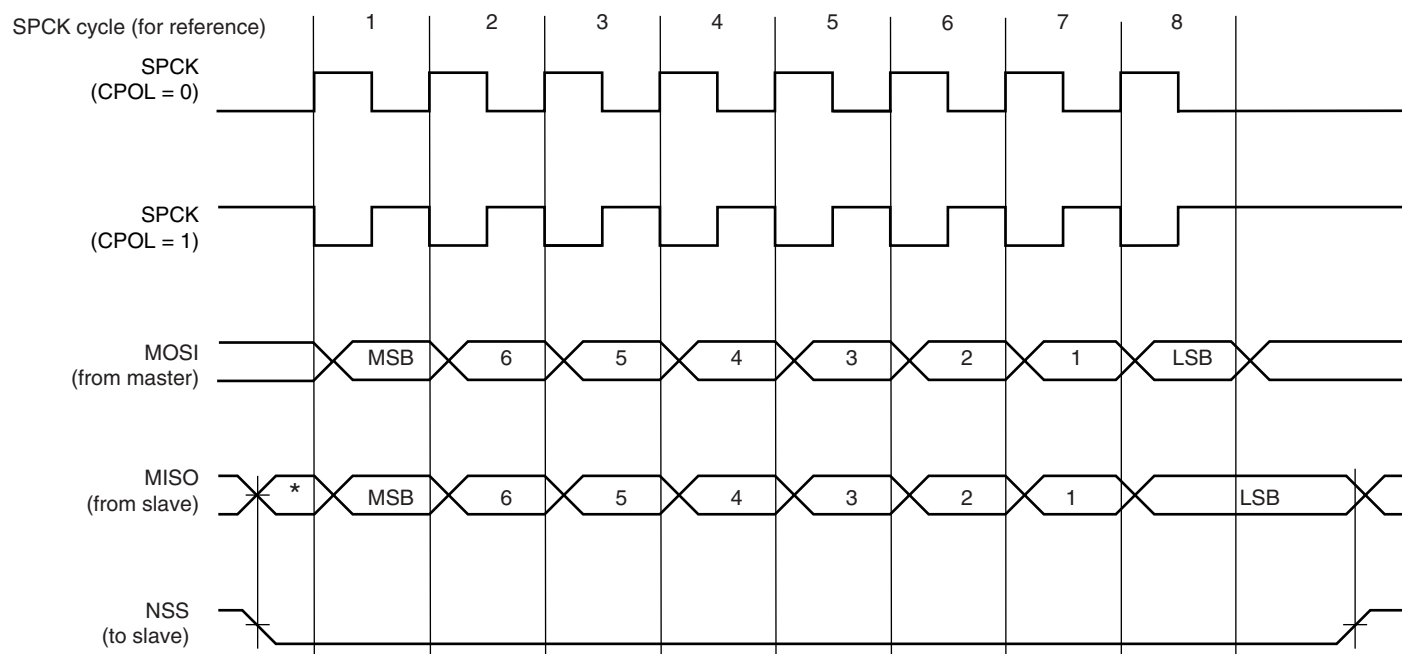 SPCK cycle (for reference) 1 2 3 4 5 6 7 8
SPCK
(CPOL = 0)
SPCK
(CPOL = 1)
MOSI
(from master)
MSB 6 5 4 3 2 1 LSB
MISO
(from slave)
* MSB 6 5 4 3 2 1 LSB
NSS
(to slave)